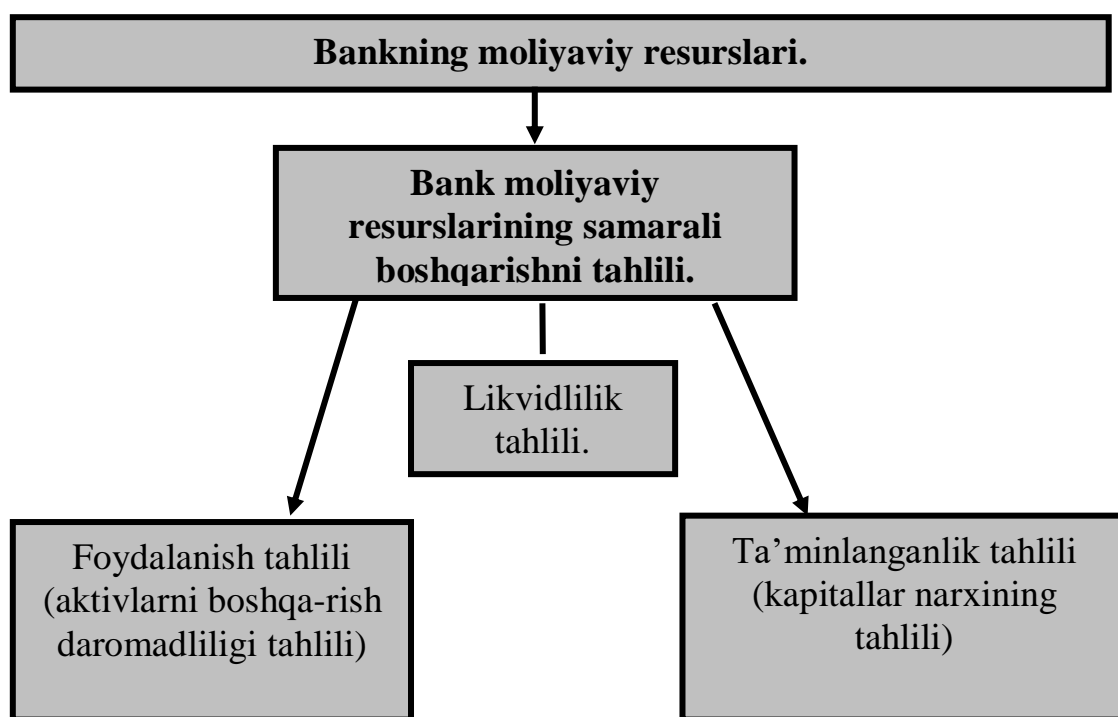 Bankning moliyaviy resurslari.
Bank moliyaviy
resurslarining samarali
boshqarishni tahlili.
Likvidlilik
tahlili.
Foydalanish tahlili
(aktivlarni boshqa-rish
daromadliligi tahlili)
Ta’minlanganlik tahlili
(kapitallar narxining
tahlili)